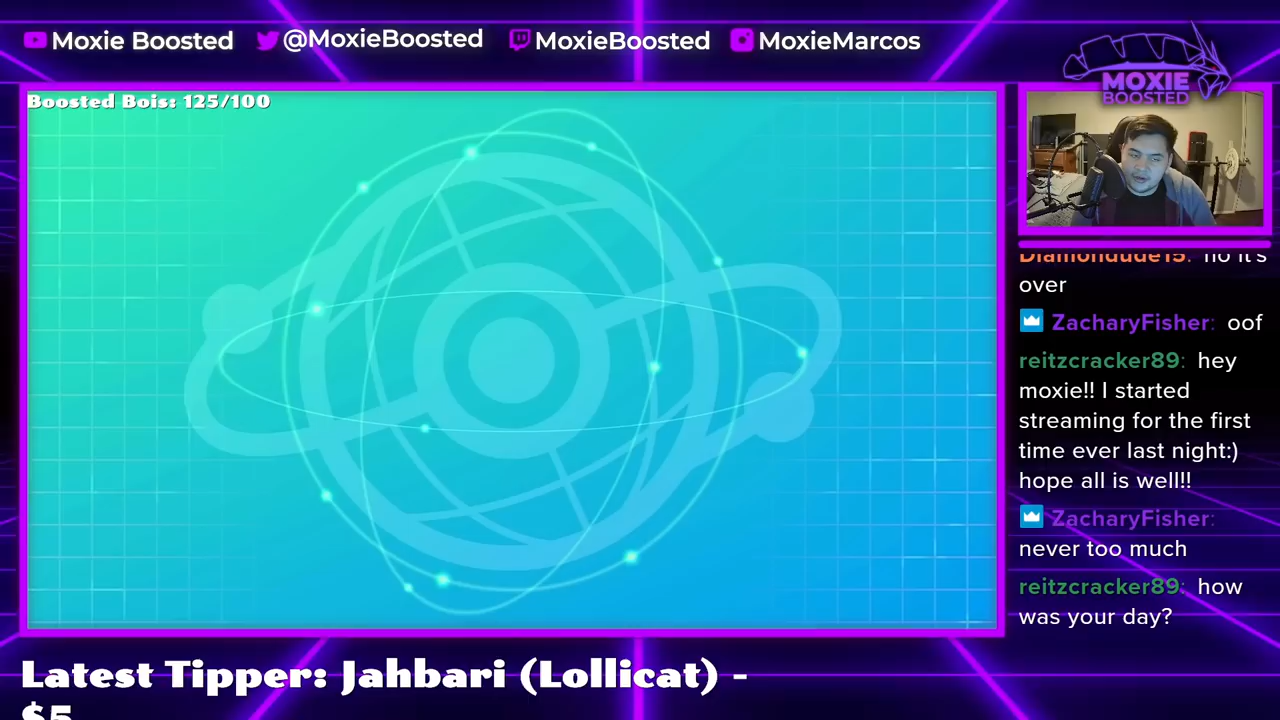 Moxie Boosted @MoxieBoosted MoxieBoosted MoxieMarcos
MOXIE
BOOSTED
Boosted Bois: 125/100
Diamondude15: no it's
over
ZacharyFisher: oof
reitzcracker89: hey
moxie!! I started
streaming for the first
time ever last night:)
hope all is well!!
ZacharyFisher:
never too much
reitzcracker89: how
was your day?
Latest Tipper: Jahbari (Lollicat) -
$5